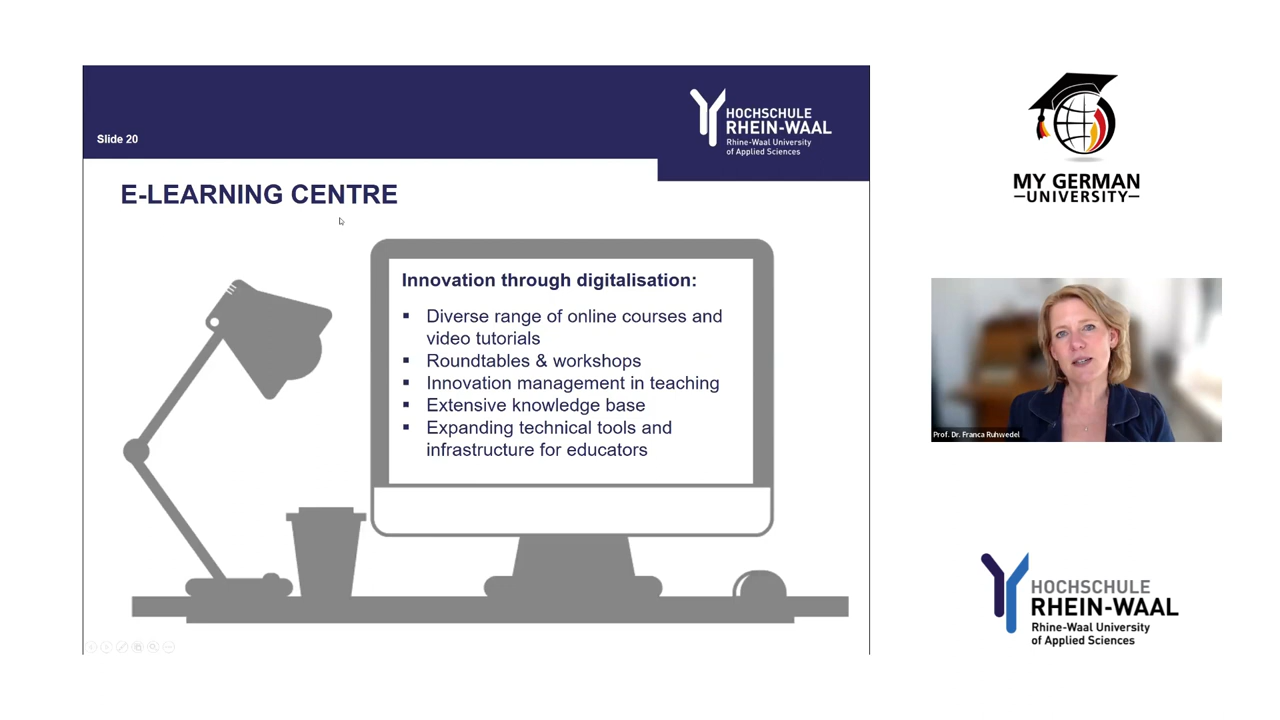 Slide 20
HOCHSCHULE
RHEIN-WAAL
Rhine-Waal University
of Applied Sciences
E-LEARNING CENTRE
Innovation through digitalisation:
▪ Diverse range of online courses and
video tutorials
▪ Roundtables & workshops
▪ Innovation management in teaching
▪ Extensive knowledge base
▪ Expanding technical tools and
infrastructure for educators
MY GERMAN
–UNIVERSITY–
Prof. Dr. Franca Ruhwedel
HOCHSCHULE
RHEIN-WAAL
Rhine-Waal University
of Applied Sciences